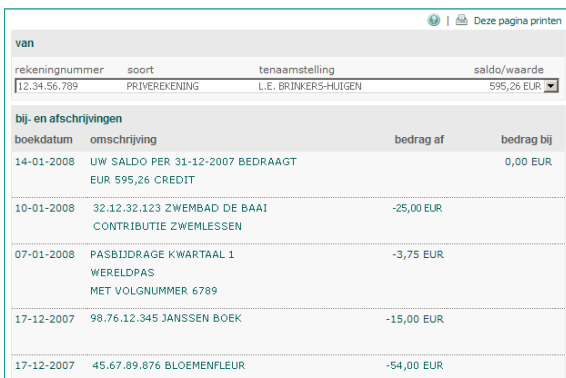 ? | Deze pagina printen
van
rekeningnummer soort tenaamstelling saldo/waarde
12.34.56.789 PRIVEREKENING L.E. BRINKERS-HUIGEN 595,26 EUR
bij- en afschrijvingen
boekdatum omschrijving bedrag af bedrag bij
14-01-2008 UW SALDO PER 31-12-2007 BEDRAAGT 0,00 EUR
EUR 595,26 CREDIT
10-01-2008 32.12.32.123 ZWEMBAD DE BAAI -25,00 EUR
CONTRIBUTIE ZWEMLESSEN
07-01-2008 PASBIJDRAGE KWARTAAL 1 -3,75 EUR
WERELDPAS
MET VOLGNUMMER 6789
17-12-2007 98.76.12.345 JANSSEN BOEK -15,00 EUR
17-12-2007 45.67.89.876 BLOEMENFLEUR -54,00 EUR